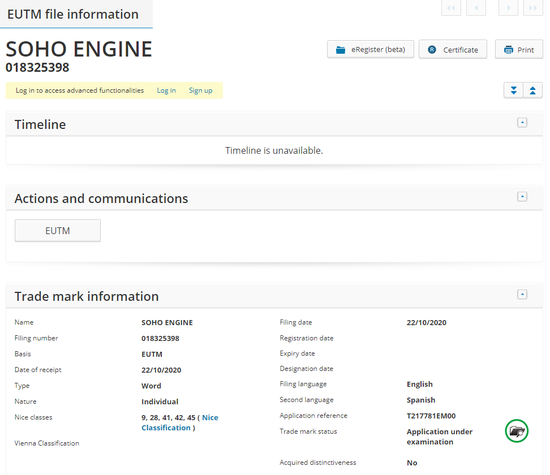 EUTM file information
SOHO ENGINE
018325398
eRegister (beta)
Certificate
Print
Log in to access advanced functionalities Log in Sign up
Timeline
Timeline is unavailable.
Actions and communications
EUTM
Trade mark information
Name SOHO ENGINE
Filing number 018325398
Basis EUTM
Date of receipt 22/10/2020
Type Word
Nature Individual
Nice classes 9, 28, 41, 42, 45 ( Nice
Classification )
Vienna Classification
Filing date 22/10/2020
Registration date
Expiry date
Designation date
Filing language English
Second language Spanish
Application reference T217781EM00
Trade mark status Application under
examination
Acquired distinctiveness No